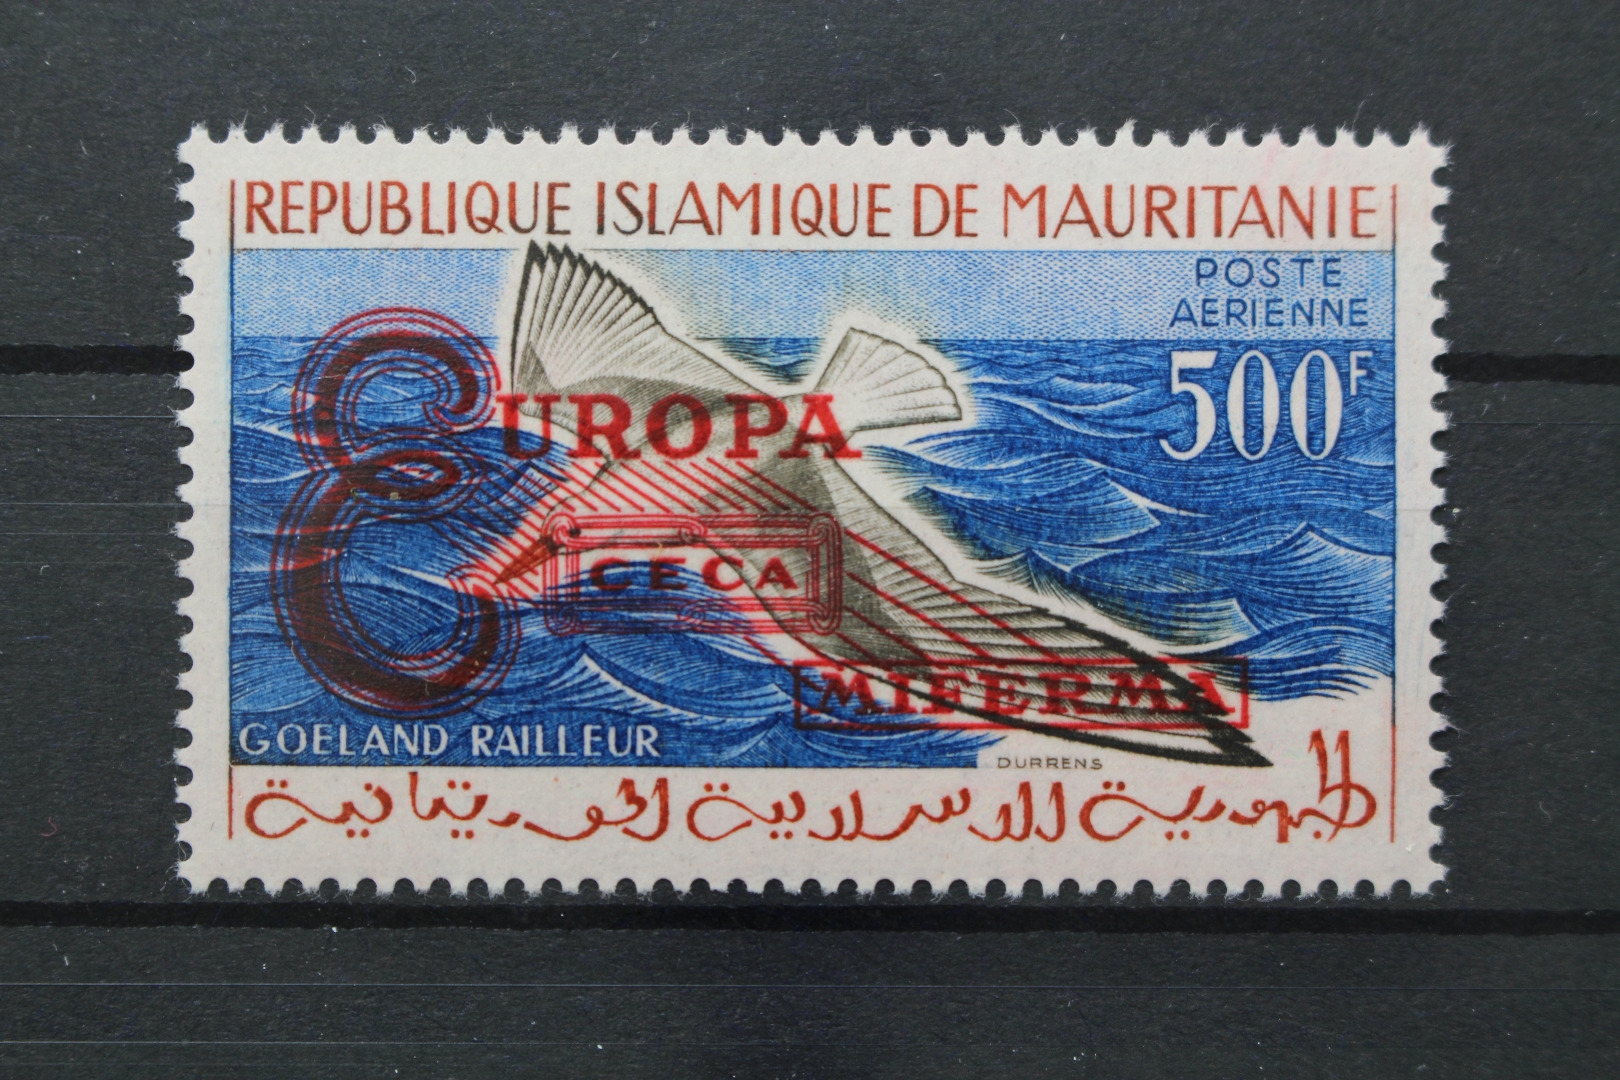 REPUBLIQUE ISLAMIQUE DE MAURITANIE
POSTE
AERIENNE
500F
EUROPA
CECA
MIFERMA
GOELAND RAILLEUR
DURRENS
الجمهورية الاسلامية الموريتانية